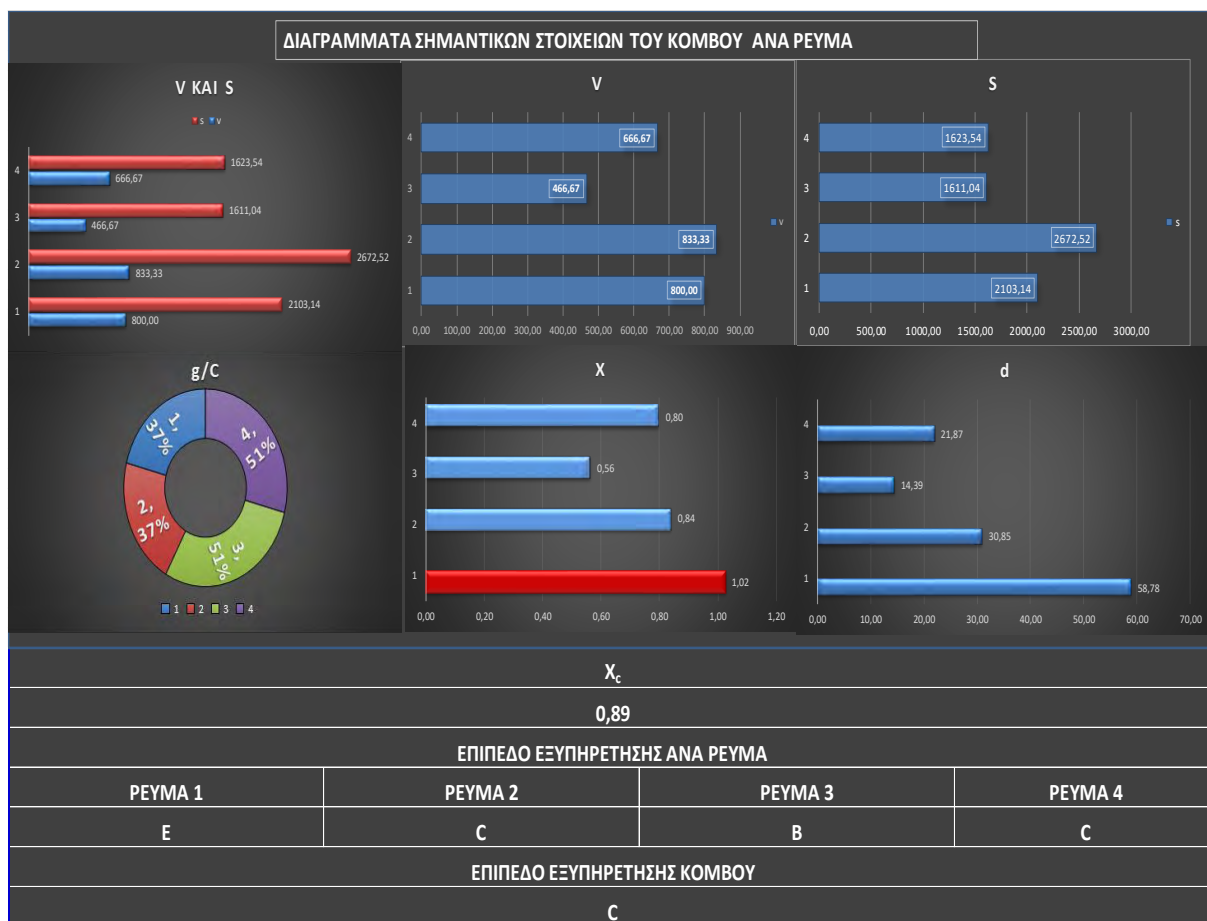 ΔΙΑΓΡΑΜΜΑΤΑ ΣΗΜΑΝΤΙΚΩΝ ΣΤΟΙΧΕΙΩΝ ΤΟΥ ΚΟΜΒΟΥ ΑΝΑ ΡΕΥΜΑ
V ΚΑΙ S
S V
4
1623,54
666,67
3
1611,04
466,67
2
2672,52
833,33
1
2103,14
800,00
V
4
666,67
3
466,67
V
2
833,33
1
800,00
0,00 100,00 200,00 300,00 400,00 500,00 600,00 700,00 800,00 900,00
S
4
1623,54
3
1611,04
S
2
2672,52
1
2103,14
0,00 500,00 1000,00 1500,00 2000,00 2500,00 3000,00
g/C
1,
37%
4,
51%
2,
37%
3,
51%
1 2 3 4
X
4
0,80
3
0,56
2
0,84
1
1,02
0,00 0,20 0,40 0,60 0,80 1,00 1,20
d
4
21,87
3
14,39
2
30,85
1
58,78
0,00 10,00 20,00 30,00 40,00 50,00 60,00 70,00
Xc
0,89
ΕΠΙΠΕΔΟ ΕΞΥΠΗΡΕΤΗΣΗΣ ΑΝΑ ΡΕΥΜΑ
ΡΕΥΜΑ 1 ΡΕΥΜΑ 2 ΡΕΥΜΑ 3 ΡΕΥΜΑ 4
E C B C
ΕΠΙΠΕΔΟ ΕΞΥΠΗΡΕΤΗΣΗΣ ΚΟΜΒΟΥ
C